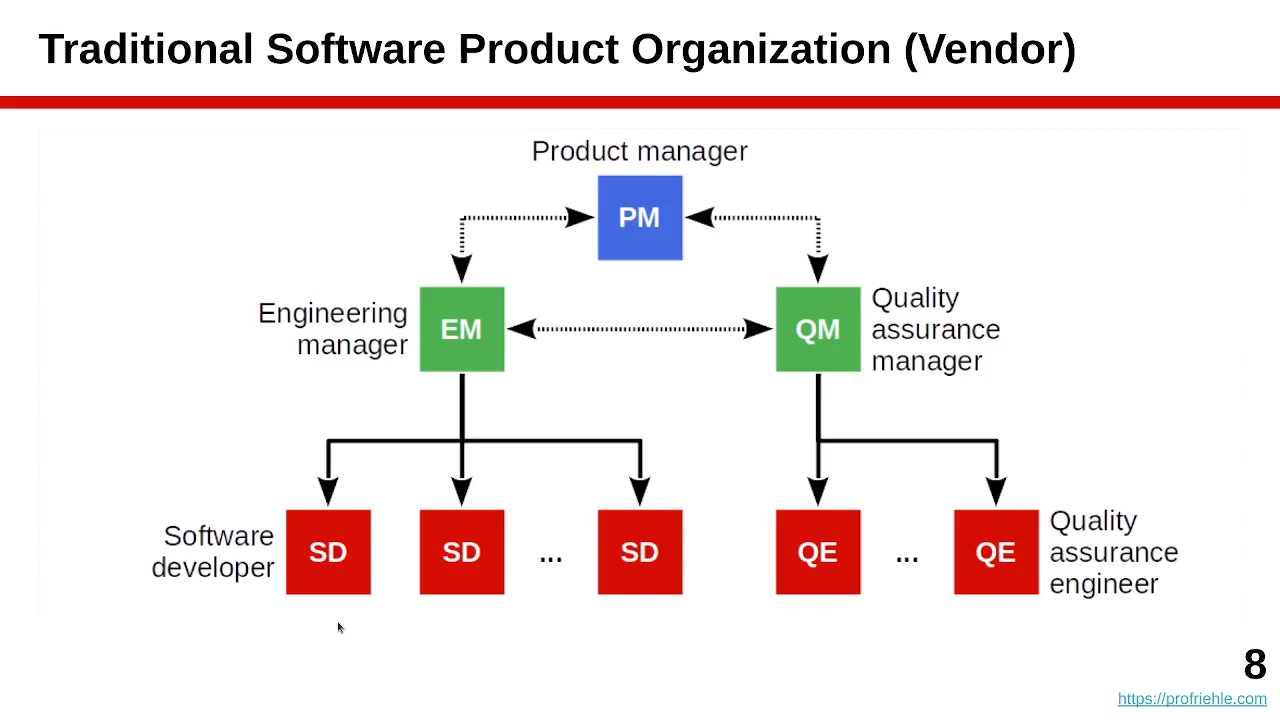 Traditional Software Product Organization (Vendor)
Product manager
PM
Engineering
manager
EM
QM
Quality
assurance
manager
Software
developer
SD
SD
...
SD
QE
...
QE
Quality
assurance
engineer
8
https://profriehle.com